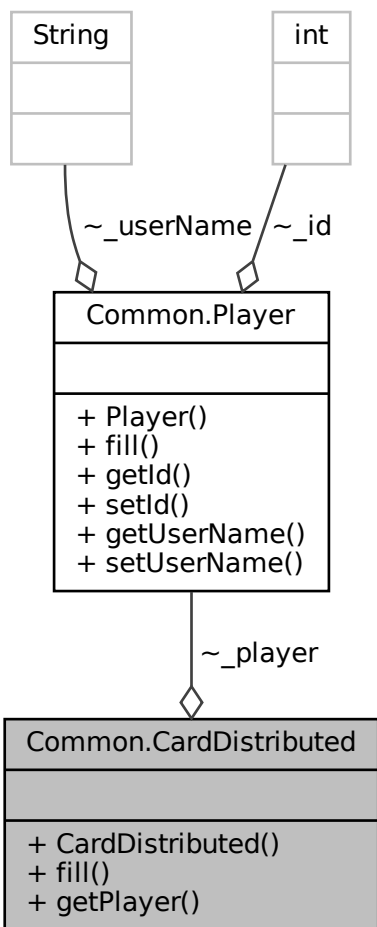 String
int
~_userName
~_id
Common.Player
+ Player()
+ fill()
+ getId()
+ setId()
+ getUserName()
+ setUserName()
~_player
Common.CardDistributed
+ CardDistributed()
+ fill()
+ getPlayer()